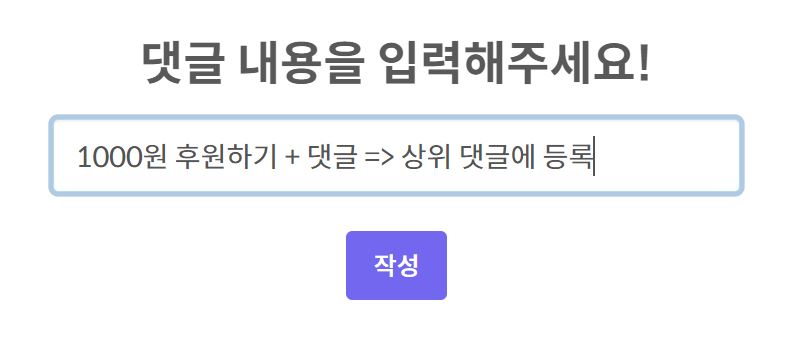 댓글 내용을 입력해주세요!
1000원 후원하기 + 댓글 => 상위 댓글에 등록
작성